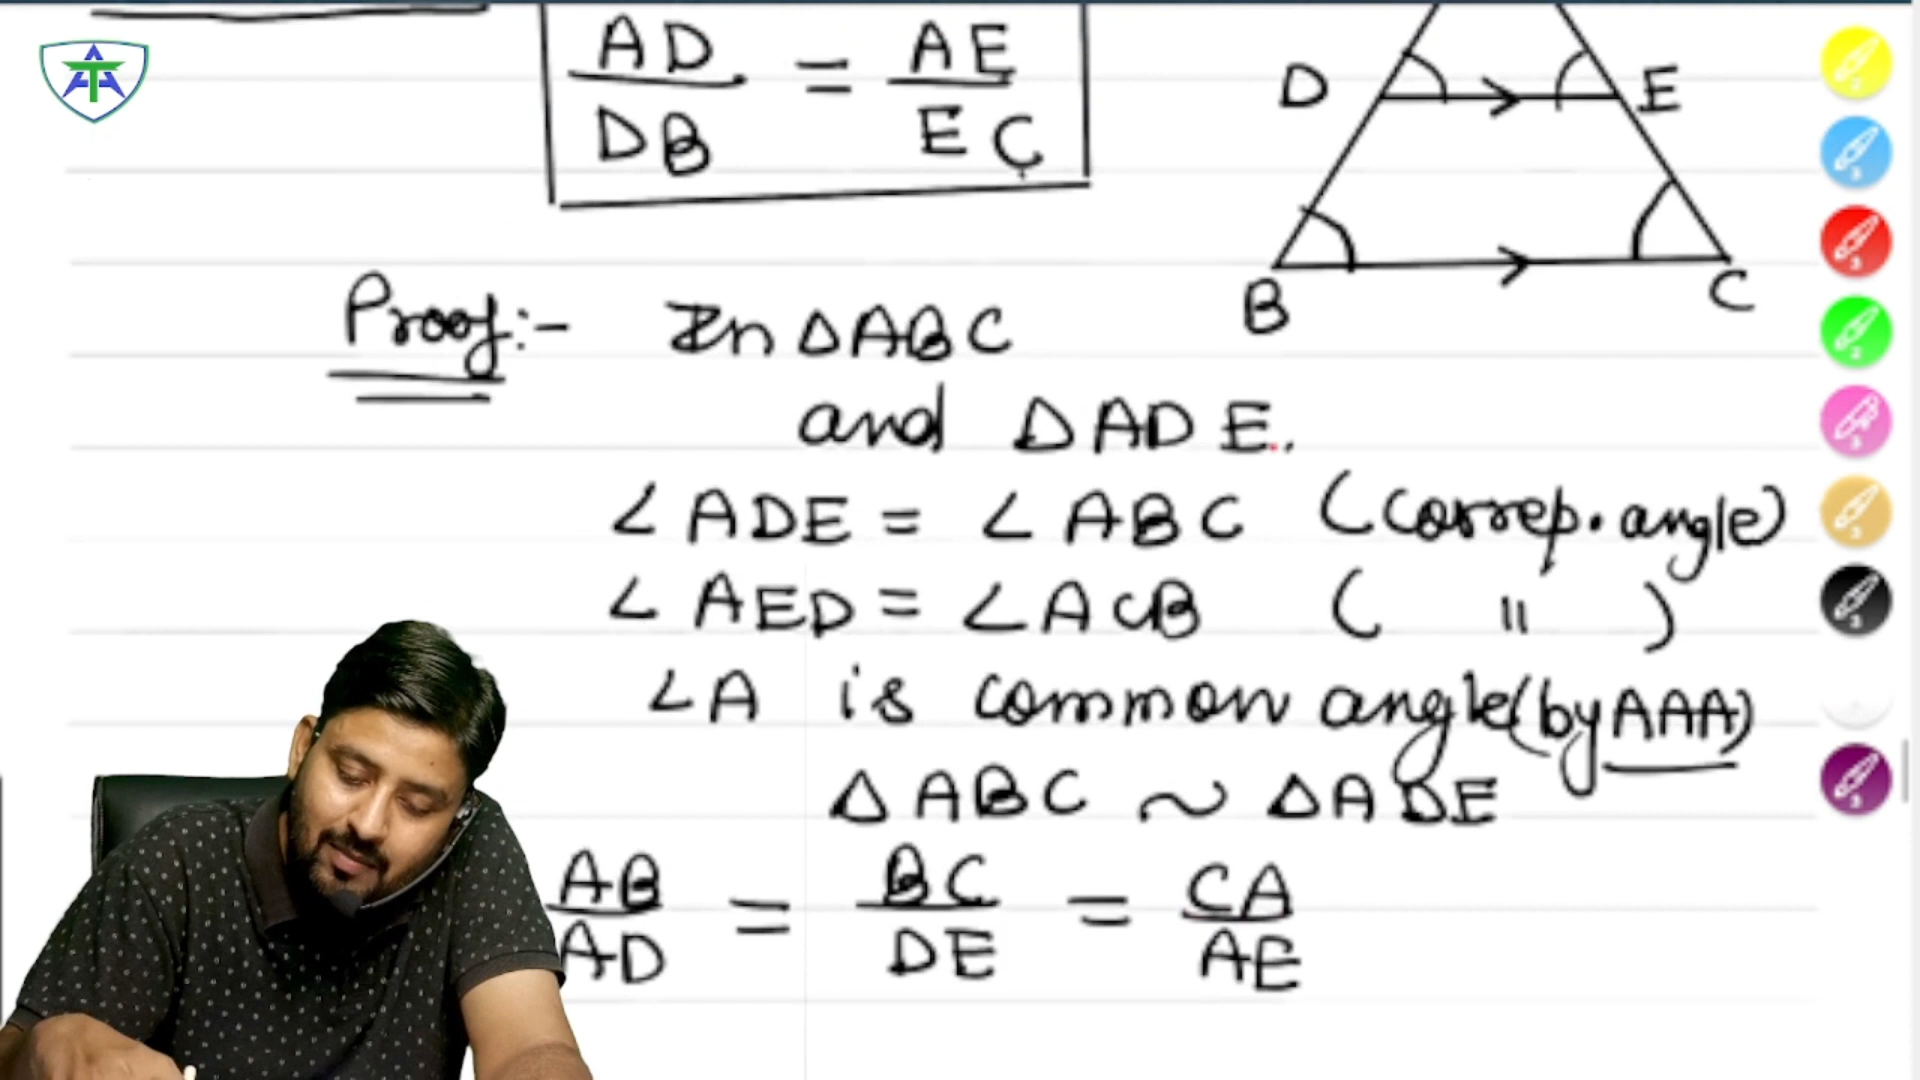 AD/DB = AE/EC
D
E
B
C
Proof:- In ΔABC
and ΔADE.
∠ADE = ∠ABC (Corresp. angle)
∠AED = ∠ACB ( " )
∠A is common angle (by AAA)
ΔABC ~ ΔADE
AB/AD = BC/DE = CA/AE